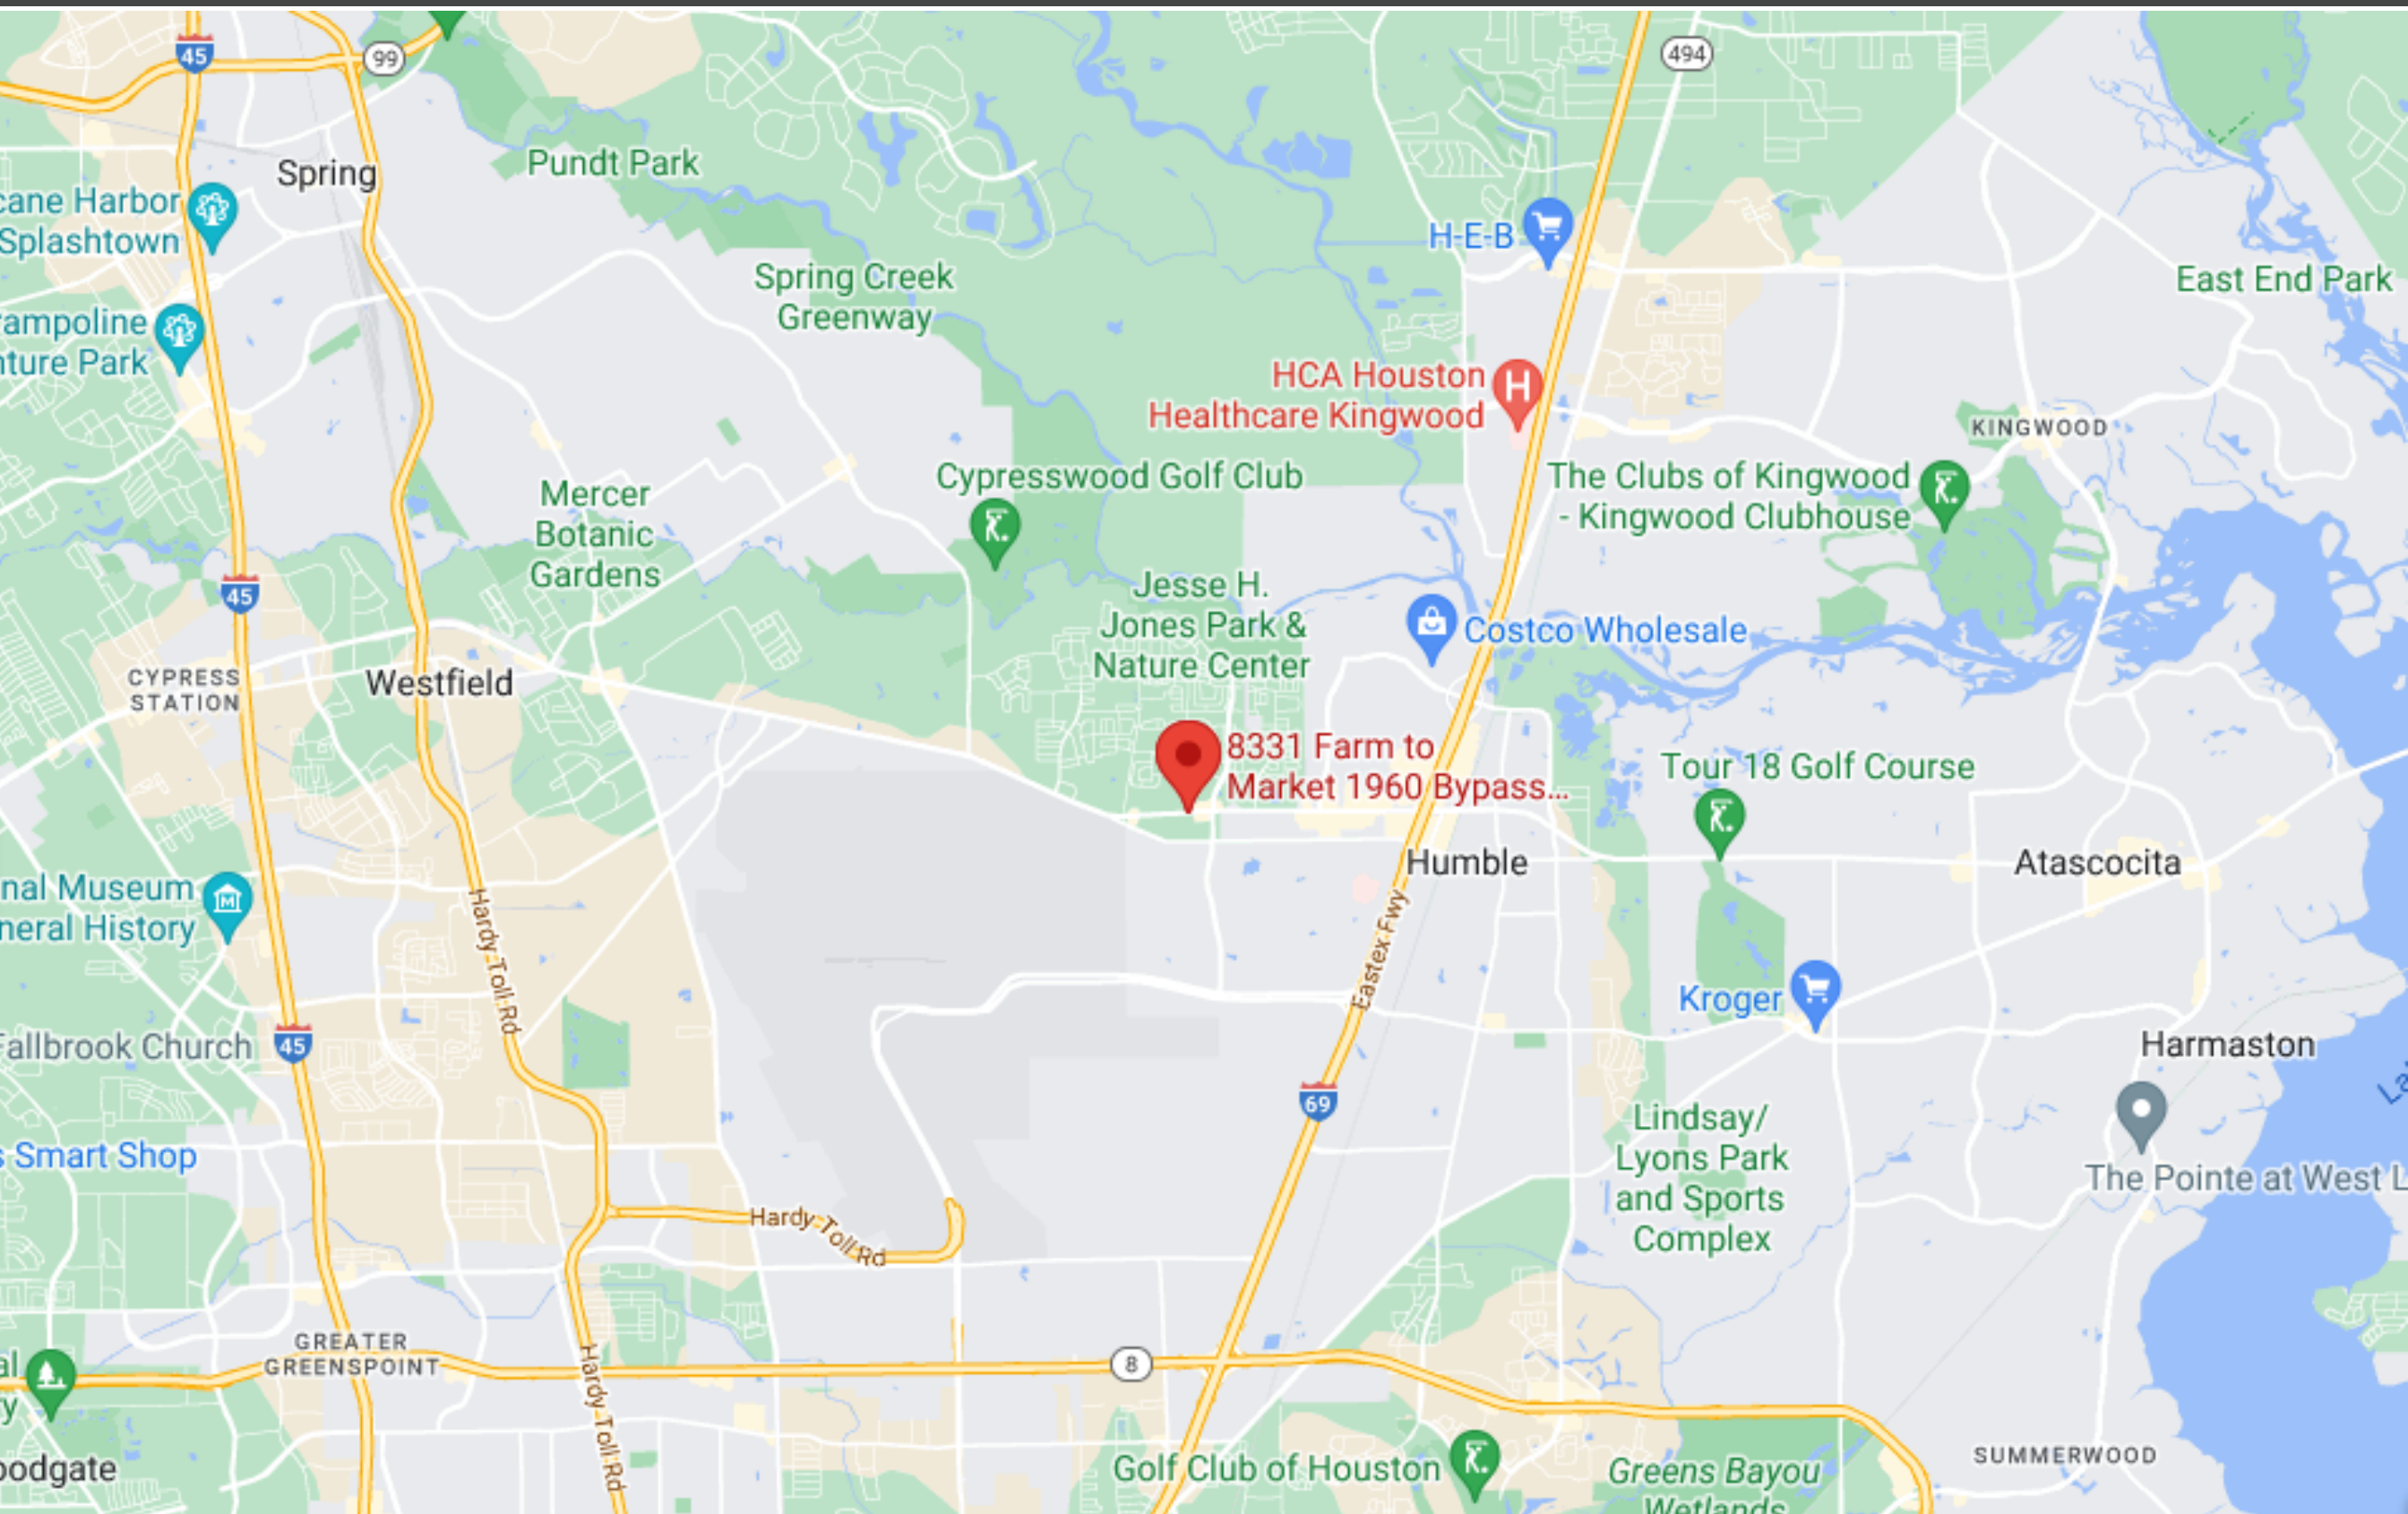 45
99
494
Spring
Pundt Park
cane Harbor
Splashtown
H-E-B
Spring Creek
Greenway
East End Park
ampoline
nture Park
HCA Houston
Healthcare Kingwood
H
KINGWOOD
Cypresswood Golf Club
The Clubs of Kingwood
- Kingwood Clubhouse
Mercer
Botanic
Gardens
45
Jesse H.
Jones Park &
Nature Center
Costco Wholesale
CYPRESS
STATION
Westfield
8331 Farm to
Market 1960 Bypass...
Tour 18 Golf Course
Humble
Atascocita
nal Museum
neral History
M
Hardy Toll Rd
Eastex Fwy
Kroger
Fallbrook Church
45
Harmaston
La
69
Lindsay/
Lyons Park
and Sports
Complex
s Smart Shop
The Pointe at West L
Hardy Toll Rd
GREATER
GREENSPOINT
8
al
y
Hardy Toll Rd
oodgate
Golf Club of Houston
Greens Bayou
Wetlands
SUMMERWOOD